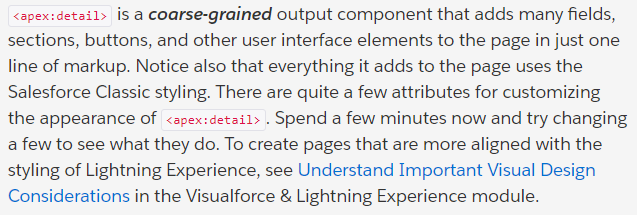 <apex:detail> is a coarse-grained output component that adds many fields,
sections, buttons, and other user interface elements to the page in just one
line of markup. Notice also that everything it adds to the page uses the
Salesforce Classic styling. There are quite a few attributes for customizing
the appearance of <apex:detail>. Spend a few minutes now and try changing
a few to see what they do. To create pages that are more aligned with the
styling of Lightning Experience, see Understand Important Visual Design
Considerations in the Visualforce & Lightning Experience module.